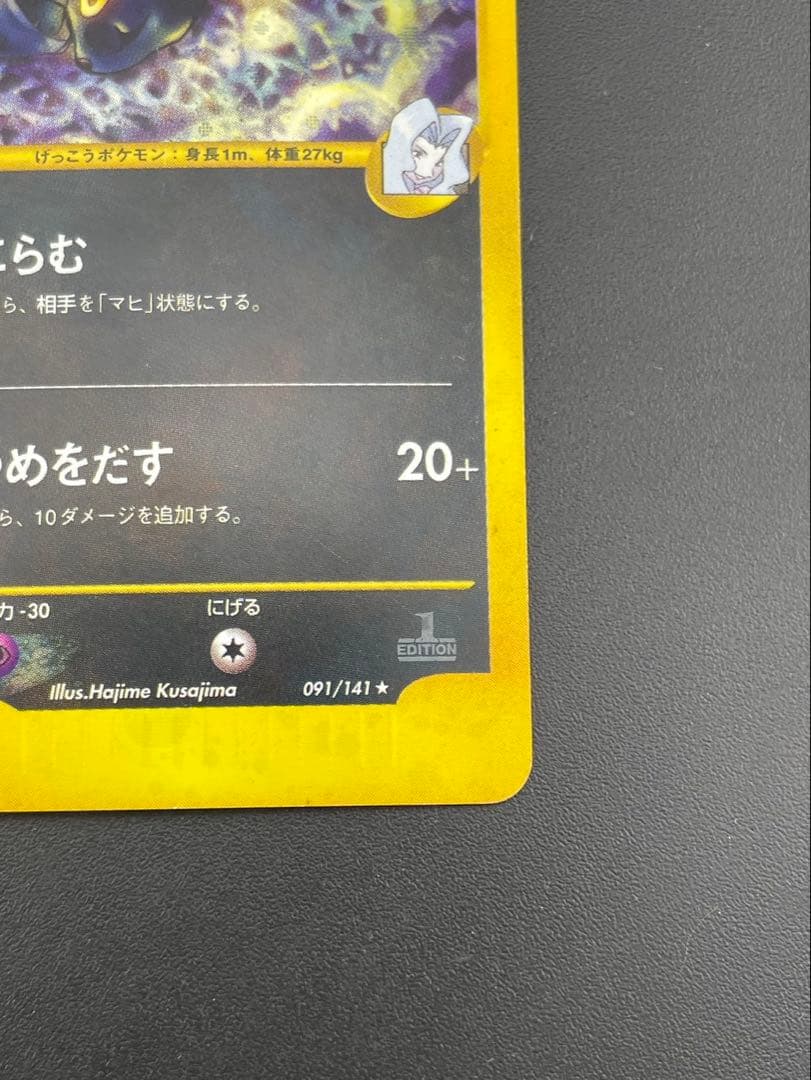 げっこうポケモン：身長1m、体重27kg
らむ
ら、相手を「マヒ」状態にする。
めをだす 20+
ら、10ダメージを追加する。
力 -30 にげる
1
EDITION
Illus.Hajime Kusajima 091/141★